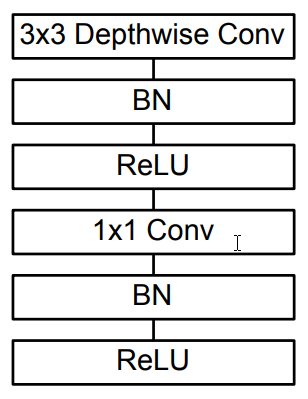 3x3 Depthwise Conv
BN
ReLU
1x1 Conv
BN
ReLU